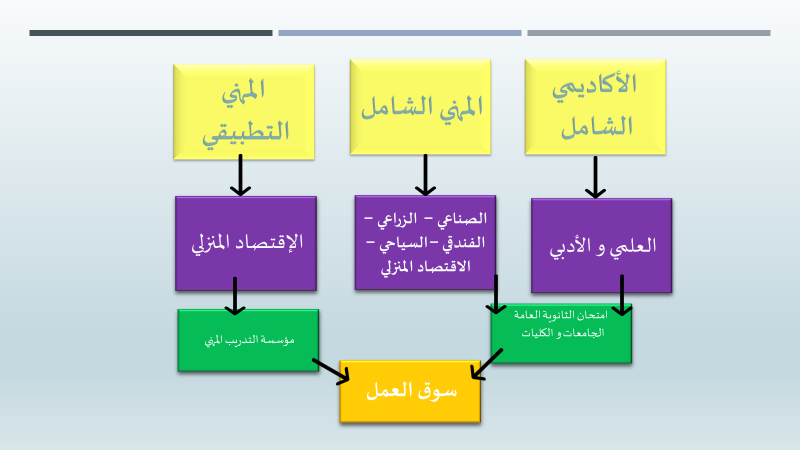 الأكاديمي
الشامل
المهني الشامل
المهني
التطبيقي
العلمي و الأدبي
الصناعي – الزراعي –
الفندقي – السياحي –
الاقتصاد المنزلي
الإقتصاد المنزلي
امتحان الثانوية العامة
الجامعات و الكليات
مؤسسة التدريب المهني
سوق العمل